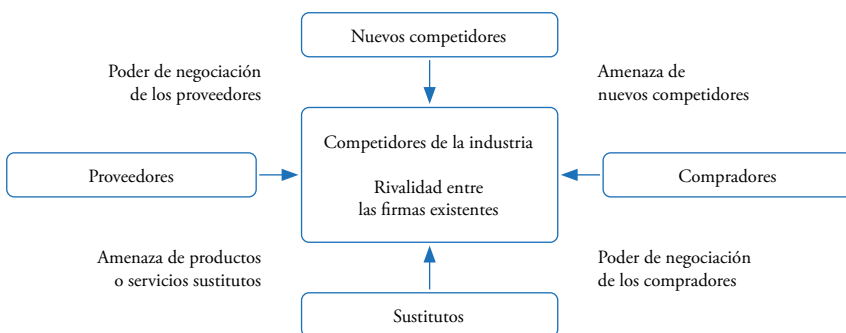 Nuevos competidores
Poder de negociación
de los proveedores
Amenaza de
nuevos competidores
Competidores de la industria
Rivalidad entre
las firmas existentes
Proveedores
Compradores
Amenaza de productos
o servicios sustitutos
Poder de negociación
de los compradores
Sustitutos